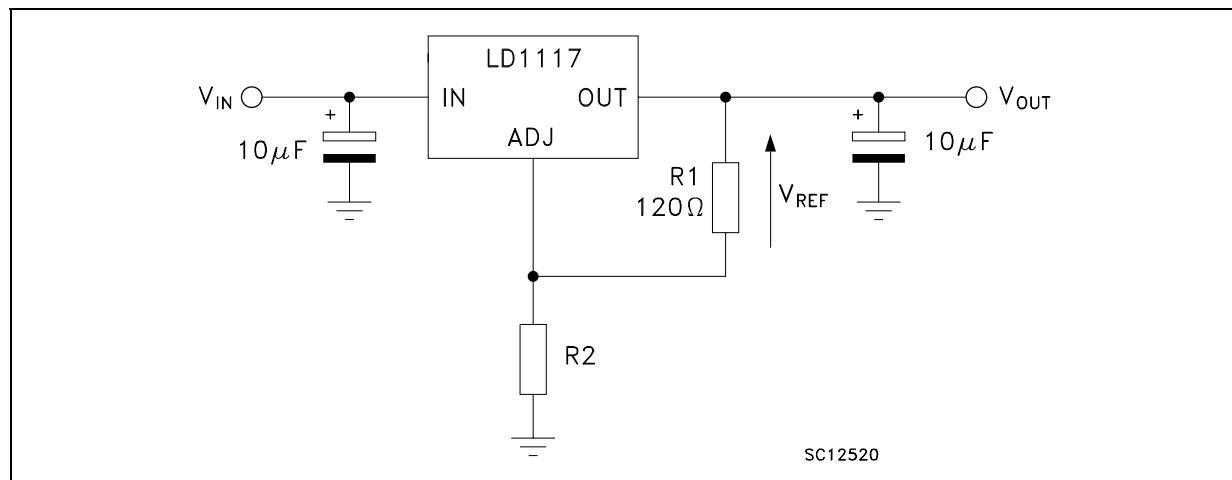 LD1117
V_IN
IN
OUT
V_OUT
+
10μF
ADJ
+
10μF
R1
120Ω
V_REF
R2
SC12520